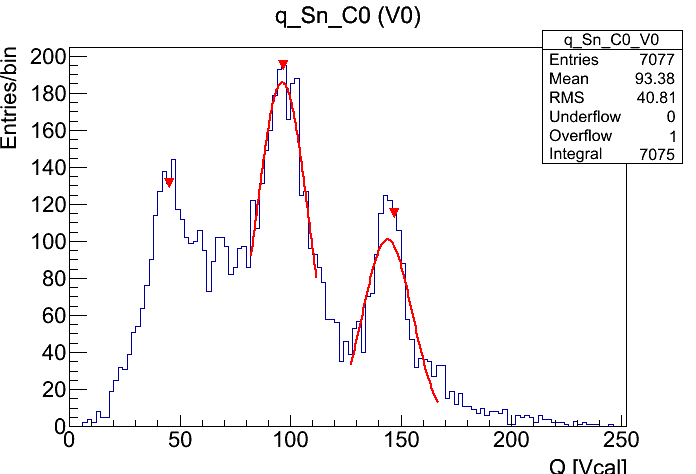 q_Sn_C0 (V0)
q_Sn_C0_V0
Entries 7077
Mean 93.38
RMS 40.81
Underflow 0
Overflow 1
Integral 7075
Entries/bin
200
180
160
140
120
100
80
60
40
20
0
0 50 100 150 200 250
Q [Vcal]